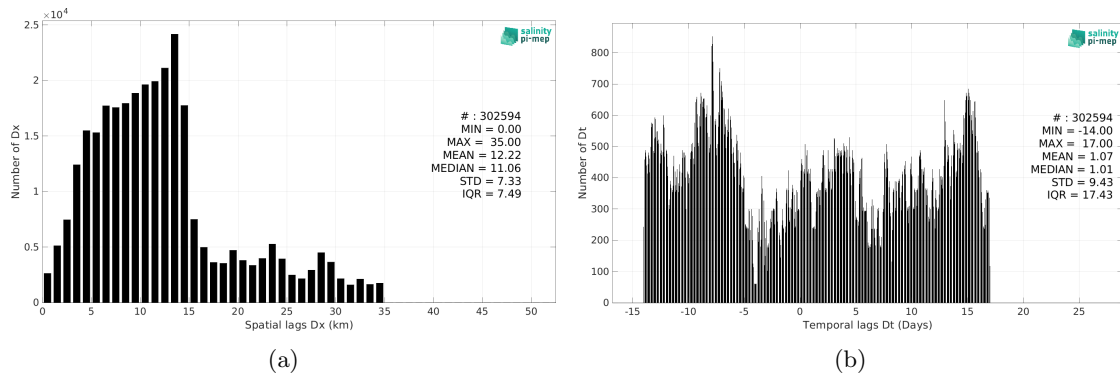 2.5
×10⁴
2
1.5
1
0.5
0
Number of Dx
0 5 10 15 20 25 30 35 40 45 50
Spatial lags Dx (km)
salinity
pi-mep
# : 302594
MIN = 0.00
MAX = 35.00
MEAN = 12.22
MEDIAN = 11.06
STD = 7.33
IQR = 7.49
(a)
800
700
600
500
400
300
200
100
0
Number of Dt
-15 -10 -5 0 5 10 15 20 25
Temporal lags Dt (Days)
salinity
pi-mep
# : 302594
MIN = -14.00
MAX = 17.00
MEAN = 1.07
MEDIAN = 1.01
STD = 9.43
IQR = 17.43
(b)